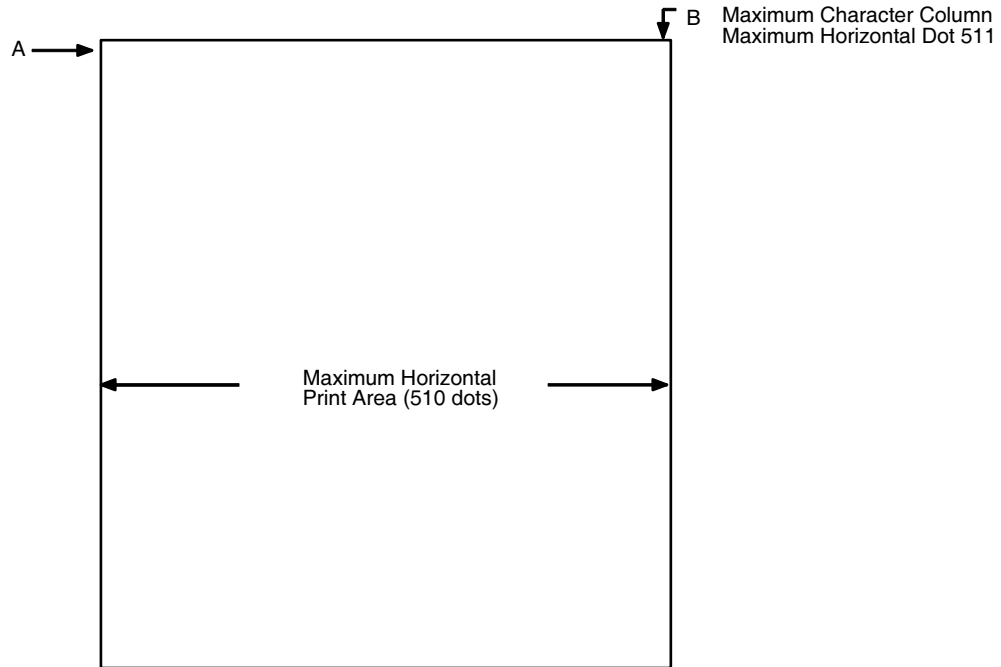 B Maximum Character Column
Maximum Horizontal Dot 511
A
Maximum Horizontal
Print Area (510 dots)